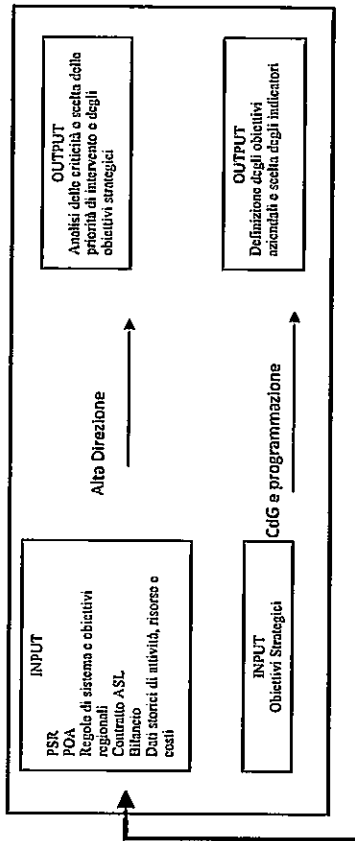 INPUT
PSR
POA
Regole di sistema e obiettivi
regionali
Contratto ASL
Bilancio
Dati storici di attività, risorse e
costi
Alta Direzione
OUTPUT
Analisi delle criticità e scelta delle
priorità di intervento e degli
obiettivi strategici
INPUT
Obiettivi Strategici
CdG e programmazione
OUTPUT
Definizione degli obiettivi
aziendali e scelta degli indicatori